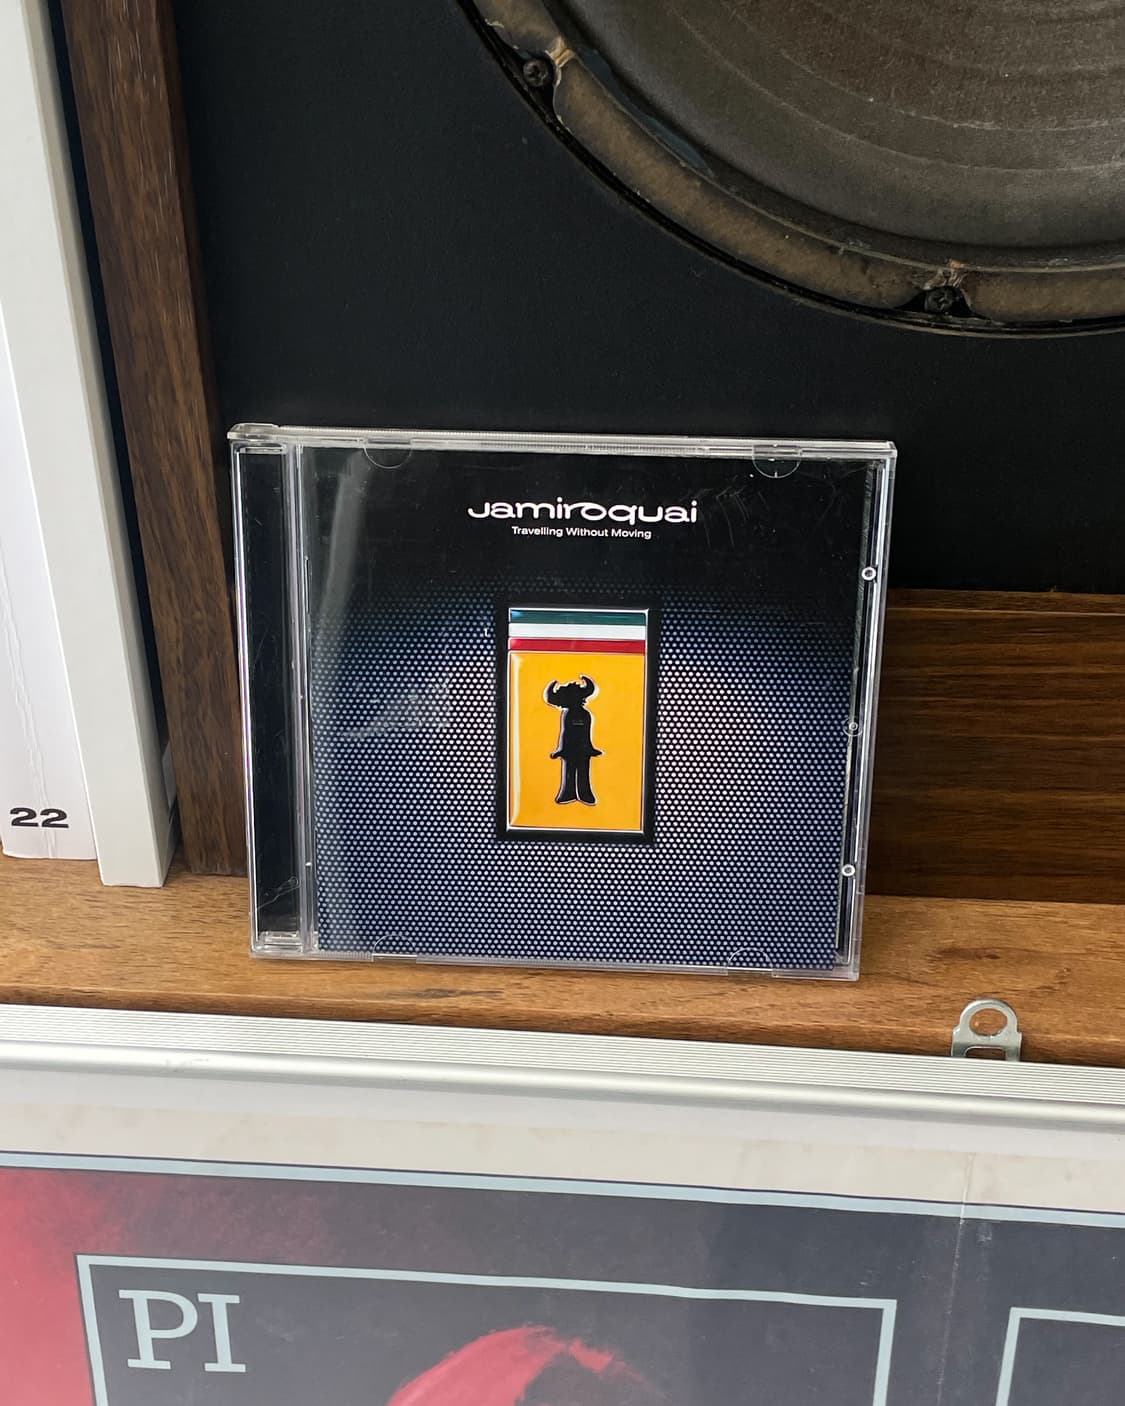 Jamiroquai
Travelling Without Moving
22
PI